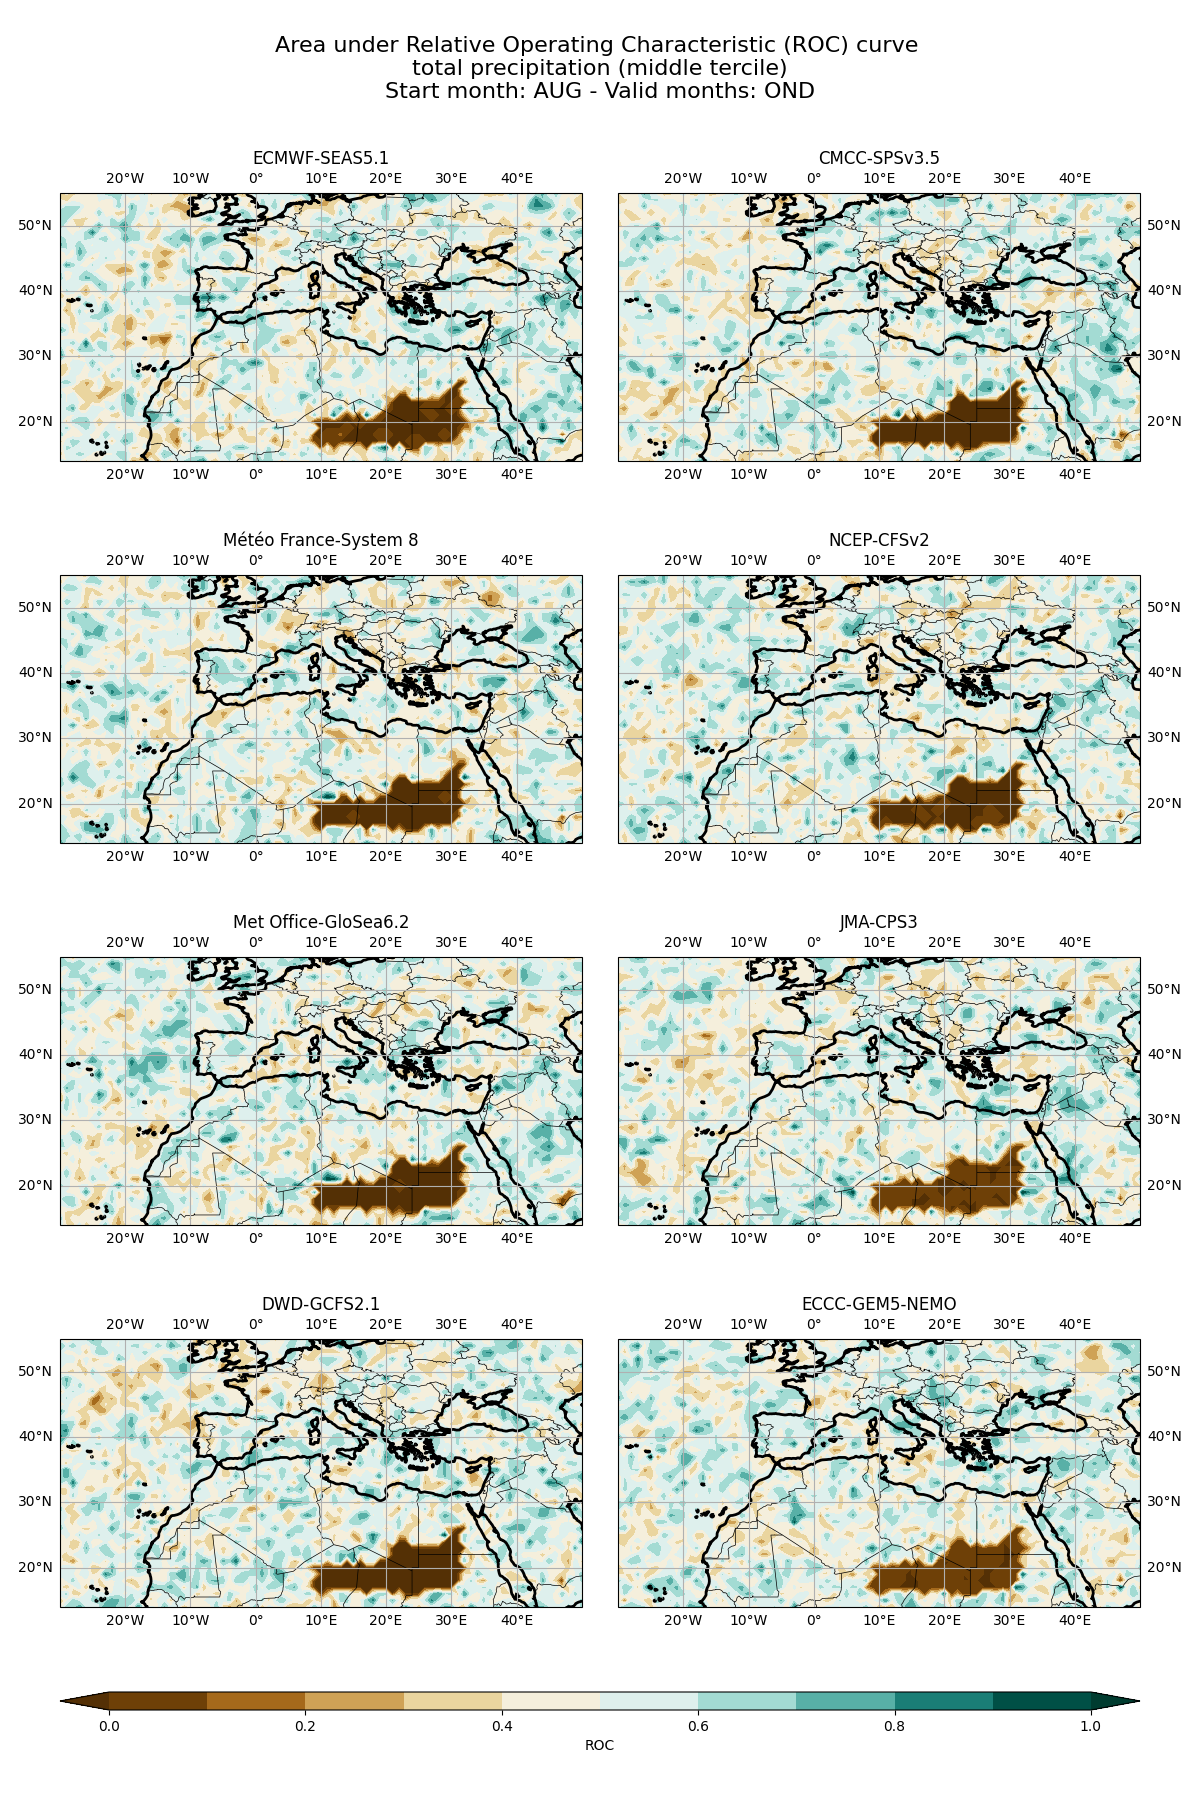 Area under Relative Operating Characteristic (ROC) curve
total precipitation (middle tercile)
Start month: AUG - Valid months: OND
ECMWF-SEAS5.1
20°W 10°W 0° 10°E 20°E 30°E 40°E
50°N
40°N
30°N
20°N
20°W 10°W 0° 10°E 20°E 30°E 40°E
CMCC-SPSv3.5
20°W 10°W 0° 10°E 20°E 30°E 40°E
50°N
40°N
30°N
20°N
20°W 10°W 0° 10°E 20°E 30°E 40°E
Météo France-System 8
20°W 10°W 0° 10°E 20°E 30°E 40°E
50°N
40°N
30°N
20°N
20°W 10°W 0° 10°E 20°E 30°E 40°E
NCEP-CFSv2
20°W 10°W 0° 10°E 20°E 30°E 40°E
50°N
40°N
30°N
20°N
20°W 10°W 0° 10°E 20°E 30°E 40°E
Met Office-GloSea6.2
20°W 10°W 0° 10°E 20°E 30°E 40°E
50°N
40°N
30°N
20°N
20°W 10°W 0° 10°E 20°E 30°E 40°E
JMA-CPS3
20°W 10°W 0° 10°E 20°E 30°E 40°E
50°N
40°N
30°N
20°N
20°W 10°W 0° 10°E 20°E 30°E 40°E
DWD-GCFS2.1
20°W 10°W 0° 10°E 20°E 30°E 40°E
50°N
40°N
30°N
20°N
20°W 10°W 0° 10°E 20°E 30°E 40°E
ECCC-GEM5-NEMO
20°W 10°W 0° 10°E 20°E 30°E 40°E
50°N
40°N
30°N
20°N
20°W 10°W 0° 10°E 20°E 30°E 40°E
0.0 0.2 0.4 0.6 0.8 1.0
ROC